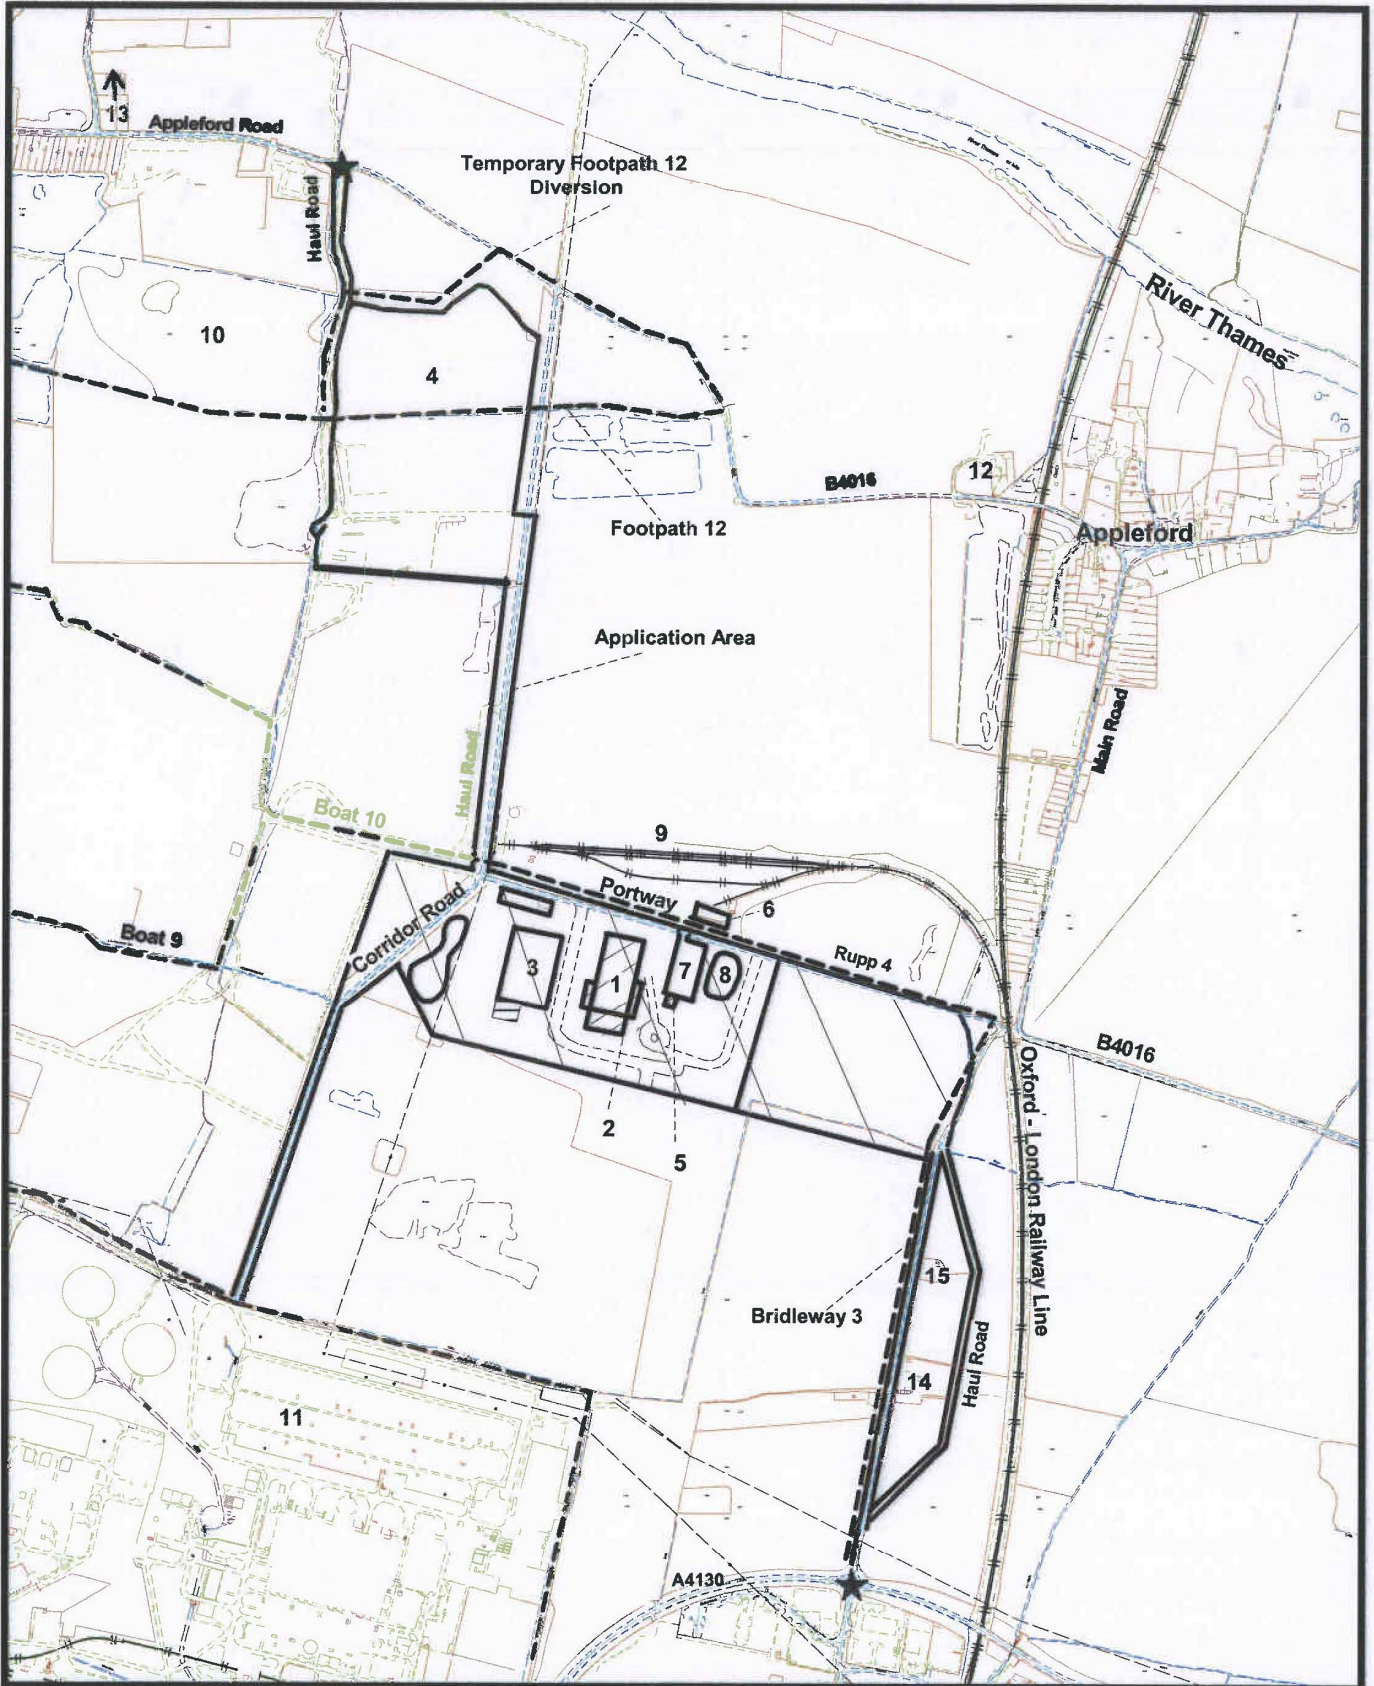 13
Appleford Road
Temporary Footpath 12
Diversion
Haul Road
River Thames
10
4
12
B4016
Footpath 12
Appleford
Application Area
Main Road
Haul Road
Boat 10
9
Portway
6
Corridor Road
Boat 9
Rupp 4
3
1
7
8
B4016
2
5
Oxford - London Railway Line
15
Bridleway 3
Haul Road
14
11
A4130